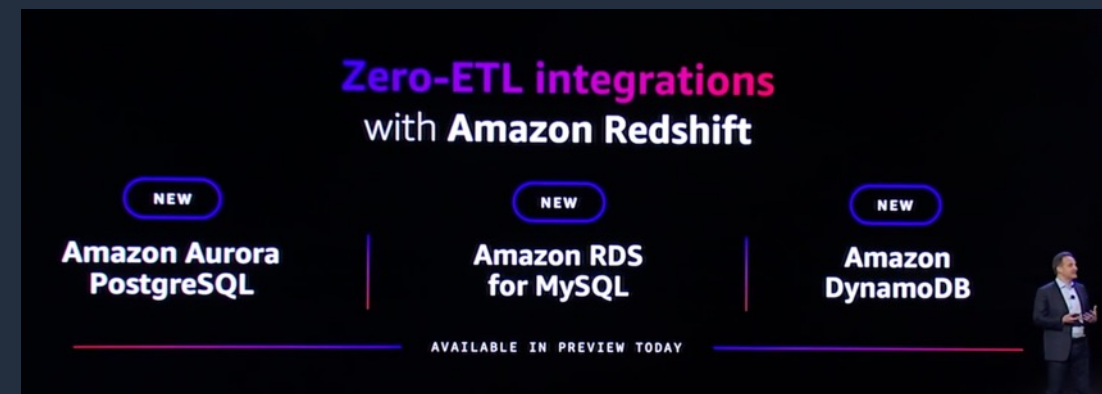 Zero-ETL integrations
with Amazon Redshift
NEW
Amazon Aurora
PostgreSQL
NEW
Amazon RDS
for MySQL
NEW
Amazon
DynamoDB
AVAILABLE IN PREVIEW TODAY